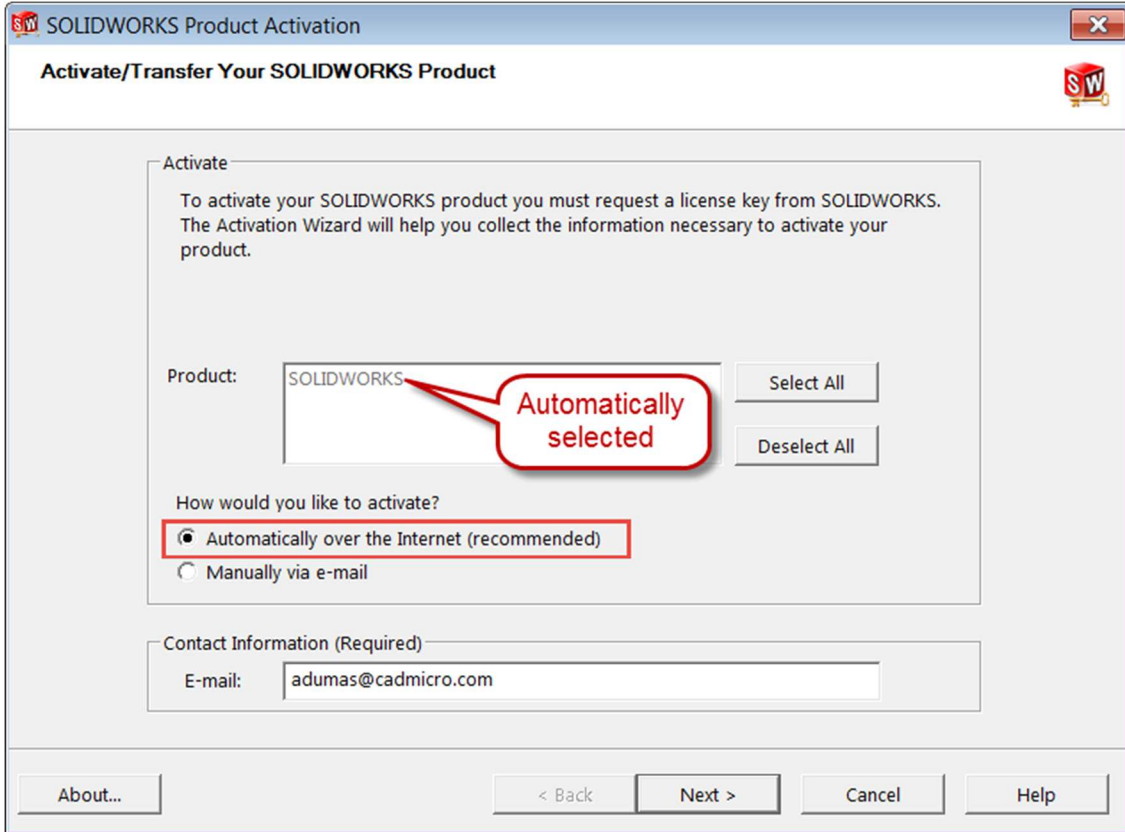 SOLIDWORKS Product Activation
Activate/Transfer Your SOLIDWORKS Product
SW
Activate
To activate your SOLIDWORKS product you must request a license key from SOLIDWORKS.
The Activation Wizard will help you collect the information necessary to activate your
product.
Product:
SOLIDWORKS
Automatically
selected
Select All
Deselect All
How would you like to activate?
Automatically over the Internet (recommended)
Manually via e-mail
Contact Information (Required)
E-mail:
adumas@cadmicro.com
About...
< Back
Next >
Cancel
Help